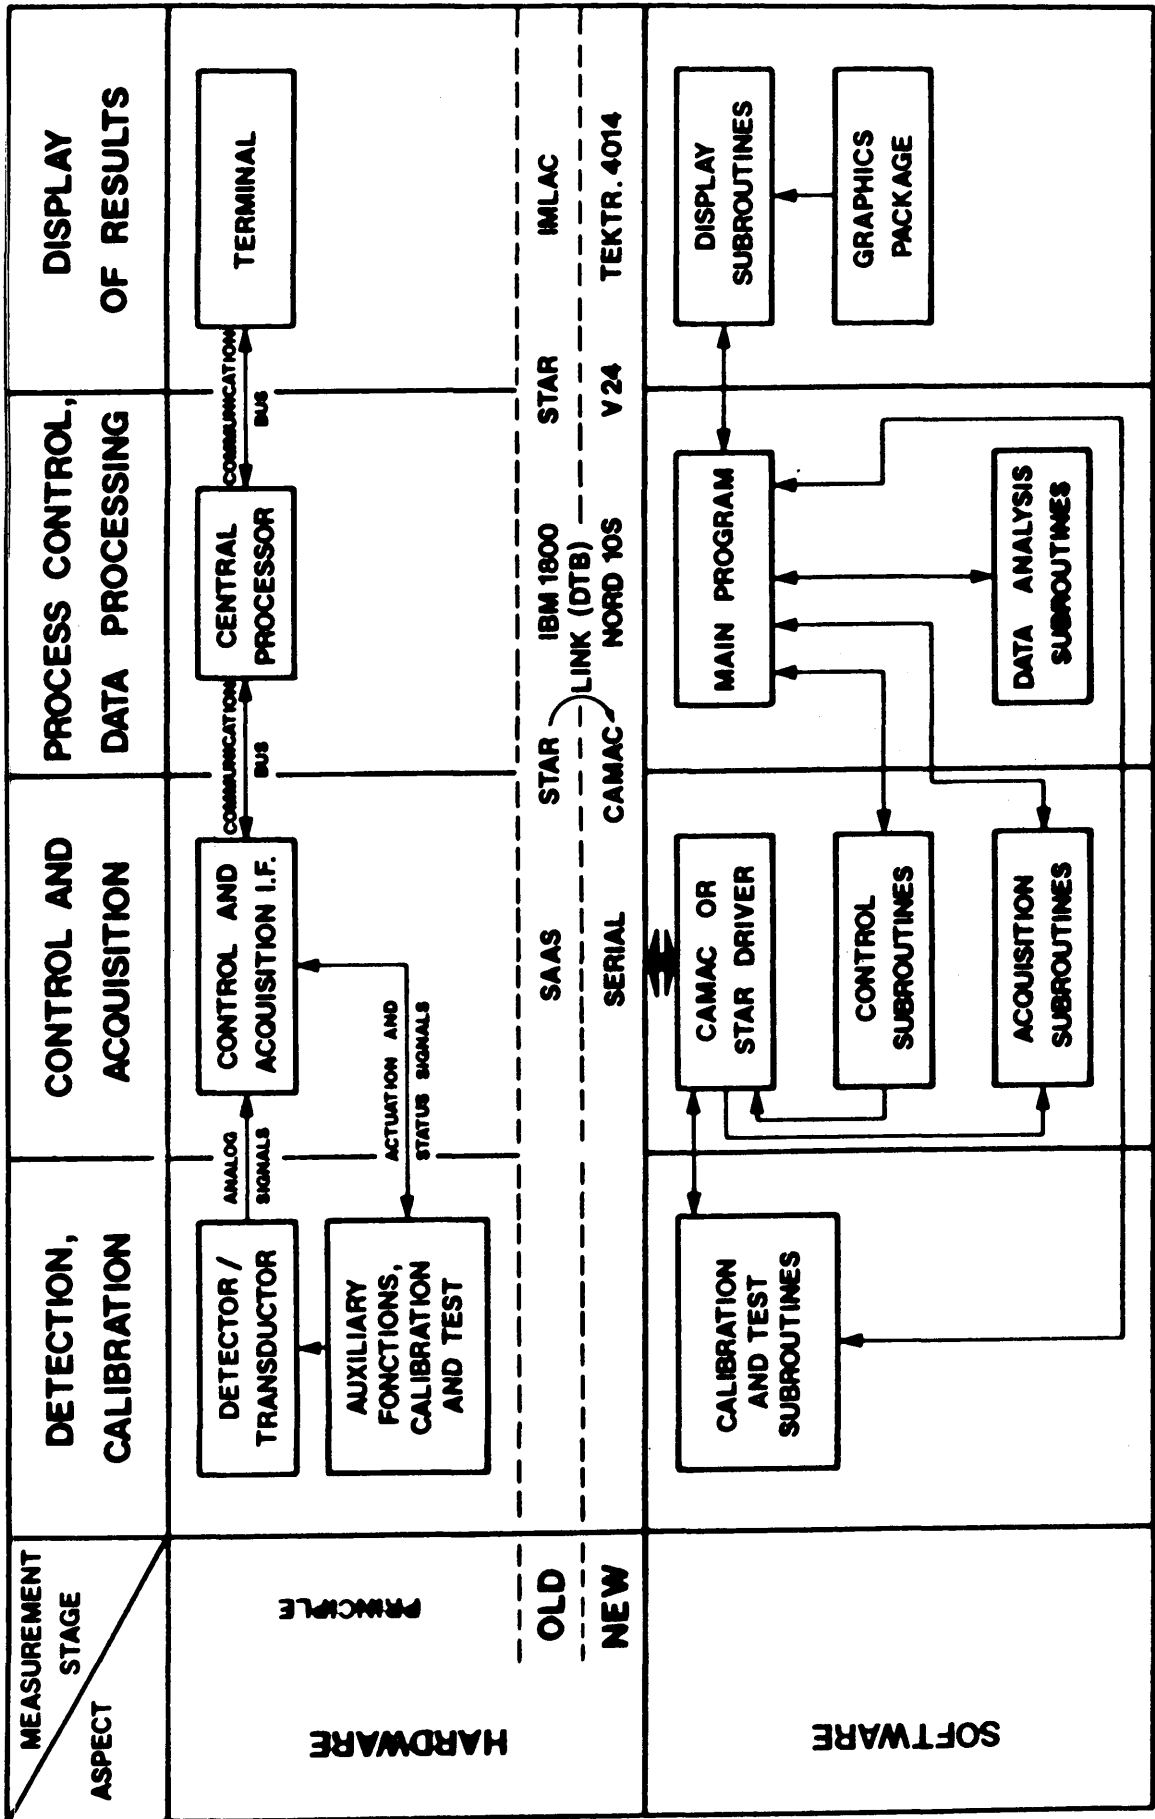 MEASUREMENT
STAGE
ASPECT
DETECTION,
CALIBRATION
CONTROL AND
ACQUISITION
PROCESS CONTROL,
DATA PROCESSING
DISPLAY
OF RESULTS
HARDWARE
PRINCIPLE
DETECTOR /
TRANSDUCTOR
ANALOG
SIGNALS
CONTROL AND
ACQUISITION I.F.
COMMUNICATION
BUS
CENTRAL
PROCESSOR
COMMUNICATION
BUS
TERMINAL
AUXILIARY
FONCTIONS,
CALIBRATION
AND TEST
ACTUATION AND
STATUS SIGNALS
OLD
SAAS
STAR
IBM 1800
STAR
IMLAC
LINK (DTB)
NEW
SERIAL
CAMAC
NORD 10S
V24
TEKTR. 4014
SOFTWARE
CALIBRATION
AND TEST
SUBROUTINES
CAMAC OR
STAR DRIVER
CONTROL
SUBROUTINES
ACQUISITION
SUBROUTINES
MAIN PROGRAM
DATA ANALYSIS
SUBROUTINES
DISPLAY
SUBROUTINES
GRAPHICS
PACKAGE